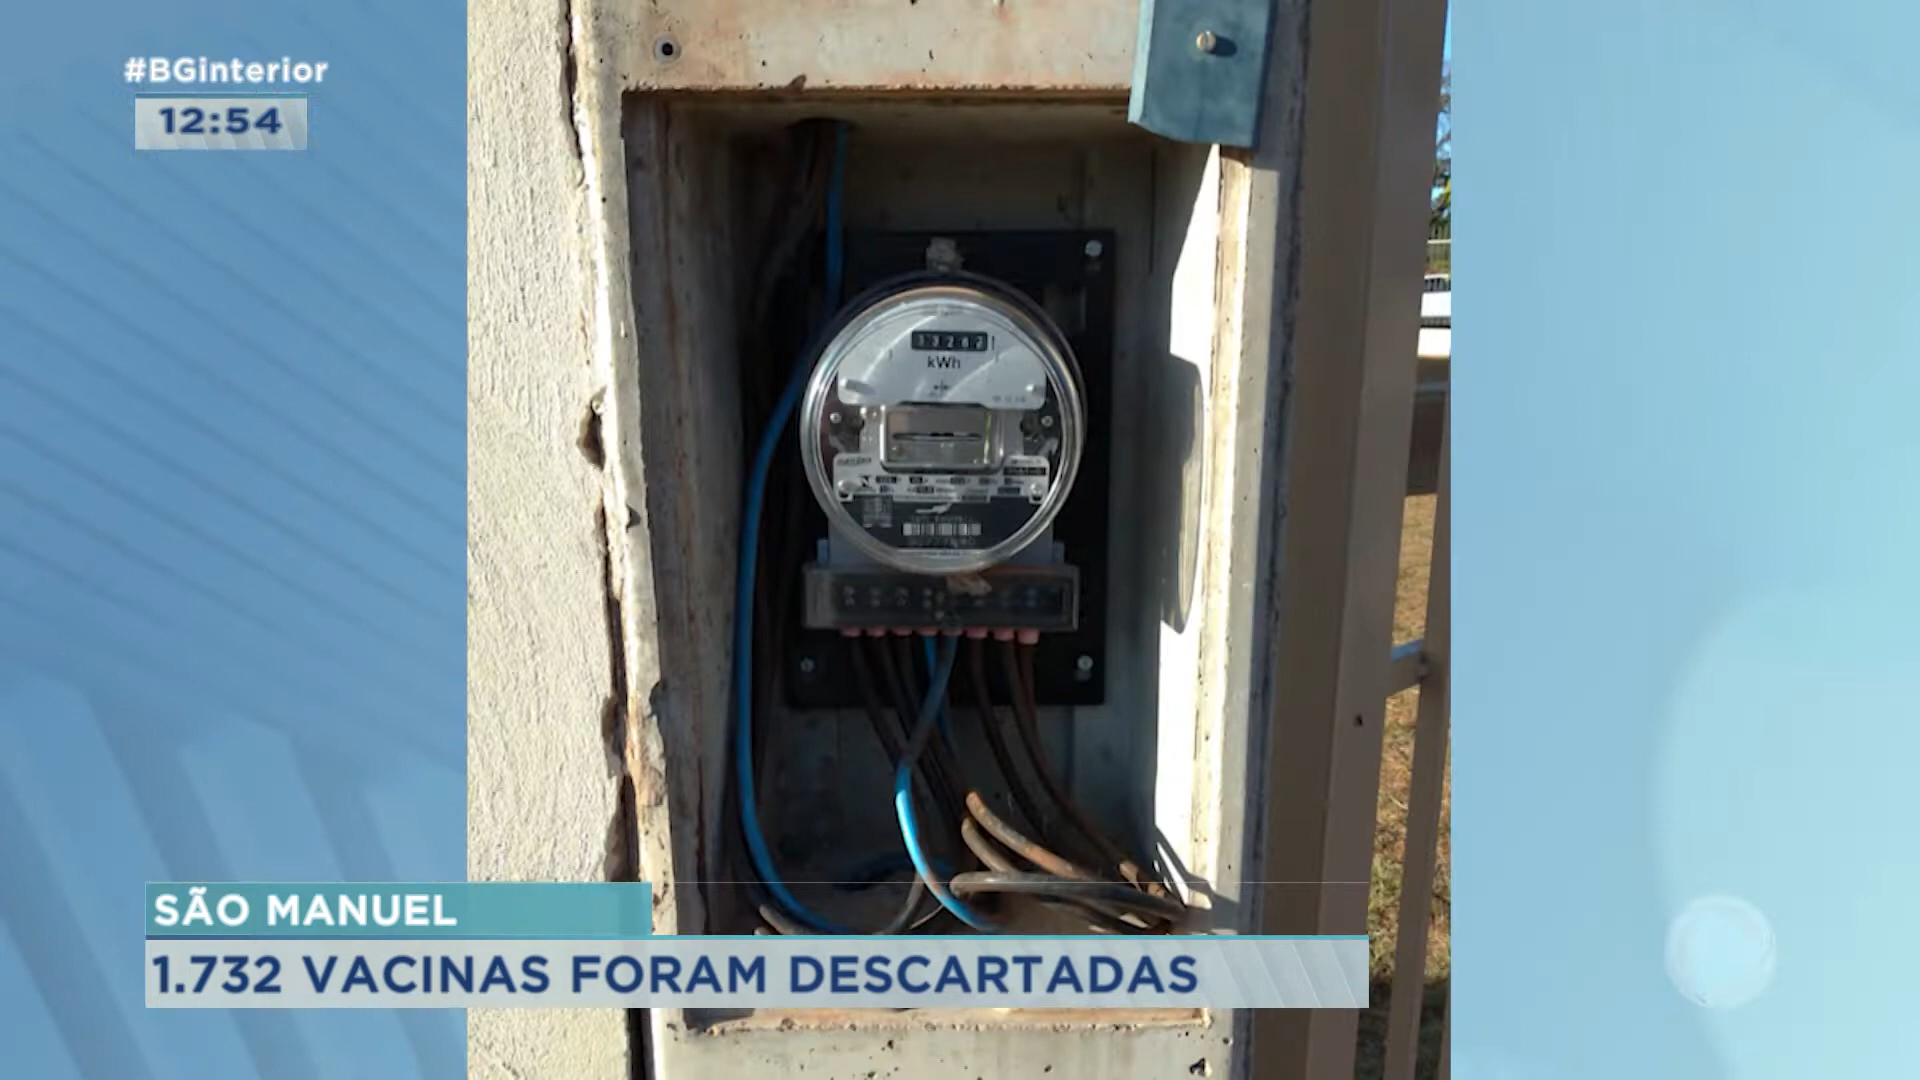 #BGinterior
12:54
kWh
SÃO MANUEL
1.732 VACINAS FORAM DESCARTADAS